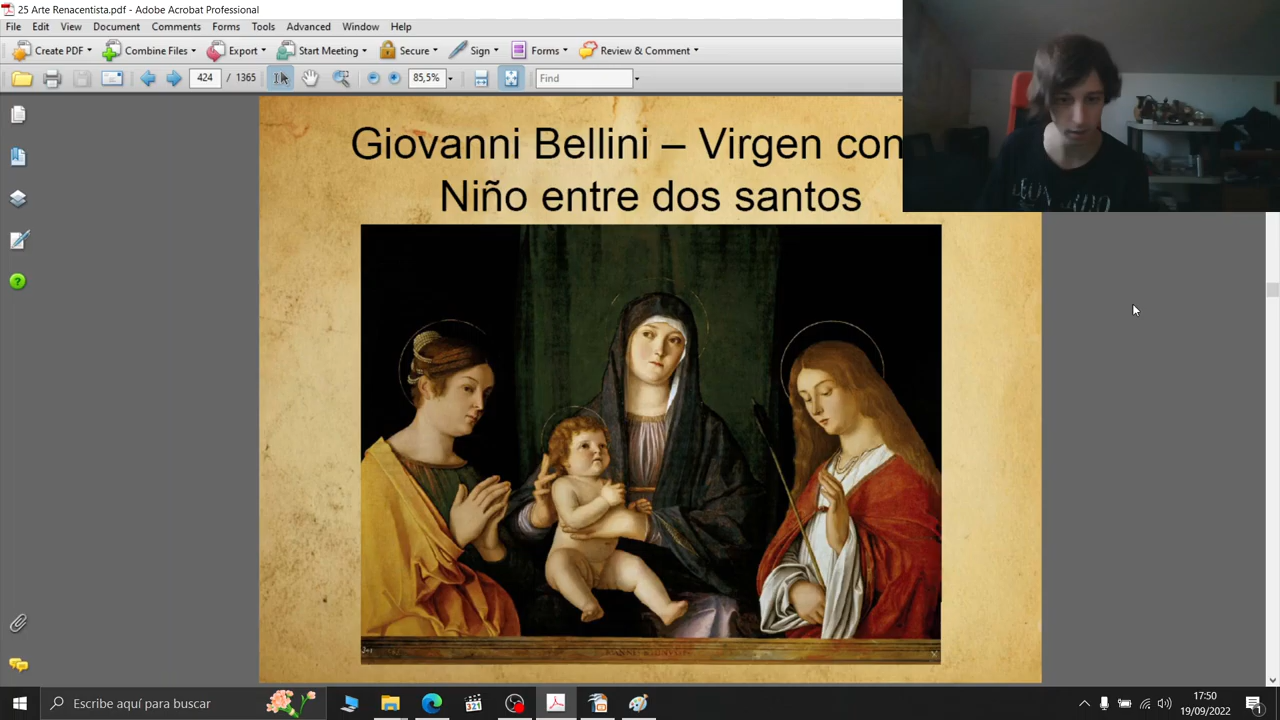 25 Arte Renacentista.pdf - Adobe Acrobat Professional
File Edit View Document Comments Forms Tools Advanced Window Help
Create PDF Combine Files Export Start Meeting Secure Sign Forms Review & Comment
424 / 1365 85,5% Find
Giovanni Bellini – Virgen con
Niño entre dos santos
Escribe aquí para buscar
17:50
19/09/2022